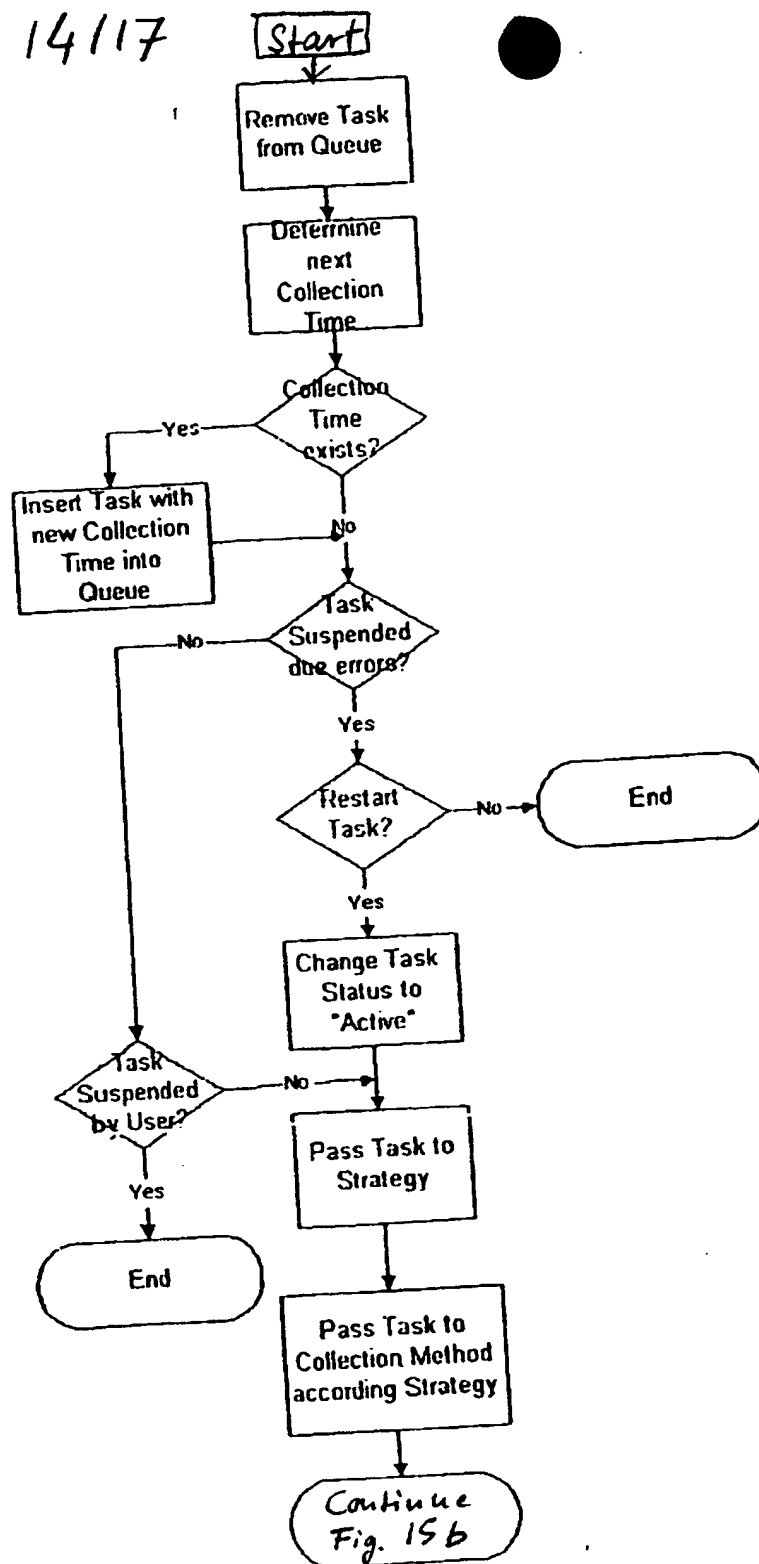 14/17
Start
Remove Task
from Queue
Determine
next
Collection
Time
Collection
Time
exists?
Yes
Insert Task with
new Collection
Time into
Queue
No
Task
Suspended
due errors?
No
Yes
Restart
Task?
No
End
Yes
Change Task
Status to
"Active"
Task
Suspended
by User?
No
Pass Task to
Strategy
Yes
End
Pass Task to
Collection Method
according Strategy
Continue
Fig. 15b